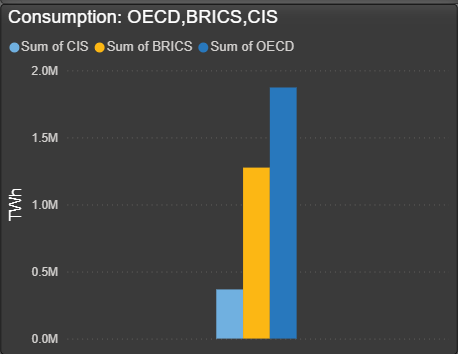 Consumption: OECD,BRICS,CIS
Sum of CIS Sum of BRICS Sum of OECD
2.0M
1.5M
1.0M
0.5M
0.0M
TWh